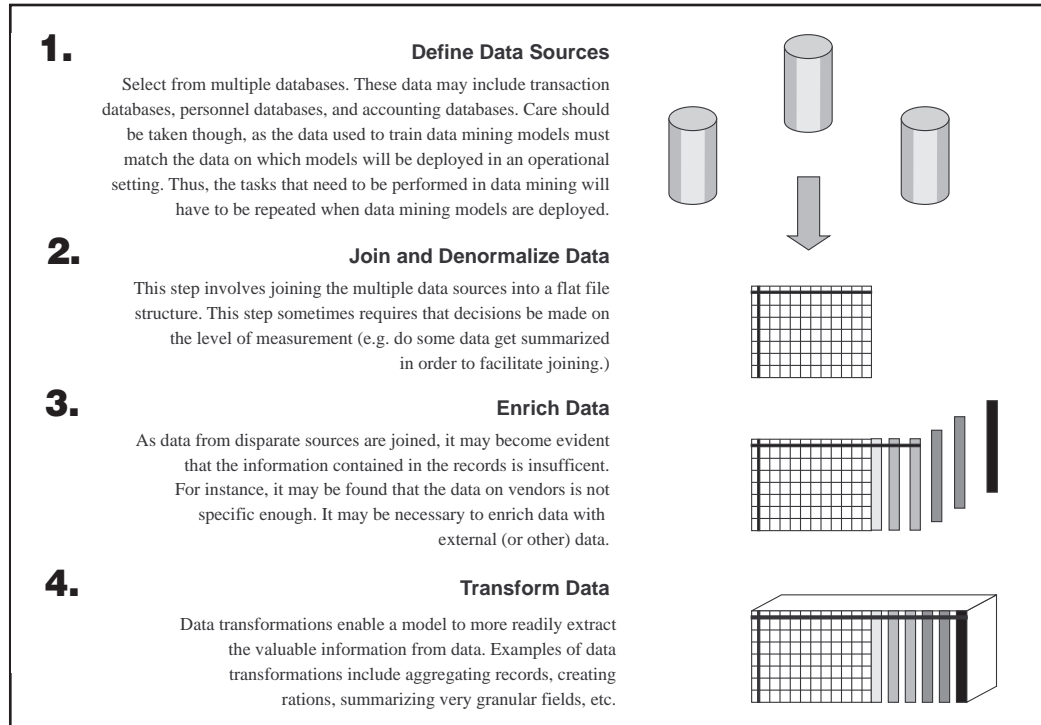 1.
Define Data Sources
Select from multiple databases. These data may include transaction
databases, personnel databases, and accounting databases. Care should
be taken though, as the data used to train data mining models must
match the data on which models will be deployed in an operational
setting. Thus, the tasks that need to be performed in data mining will
have to be repeated when data mining models are deployed.
2.
Join and Denormalize Data
This step involves joining the multiple data sources into a flat file
structure. This step sometimes requires that decisions be made on
the level of measurement (e.g. do some data get summarized
in order to facilitate joining.)
3.
Enrich Data
As data from disparate sources are joined, it may become evident
that the information contained in the records is insufficent.
For instance, it may be found that the data on vendors is not
specific enough. It may be necessary to enrich data with
external (or other) data.
4.
Transform Data
Data transformations enable a model to more readily extract
the valuable information from data. Examples of data
transformations include aggregating records, creating
rations, summarizing very granular fields, etc.